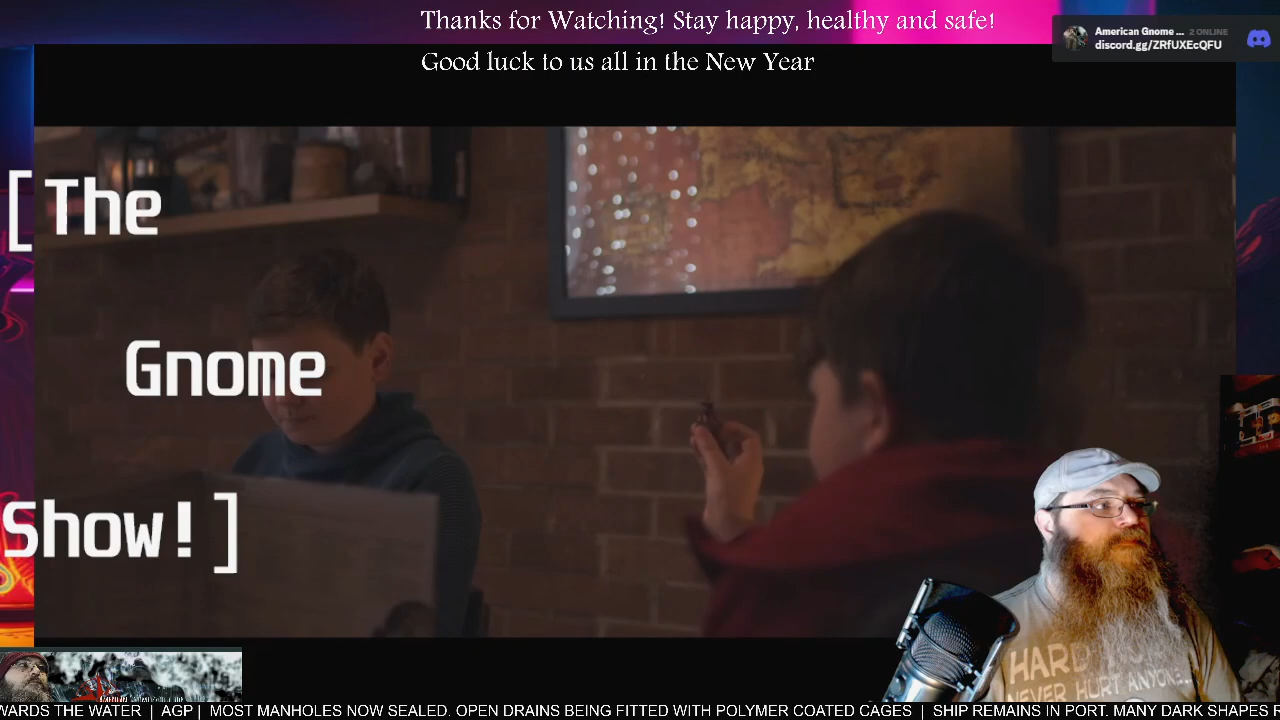 Thanks for Watching! Stay happy, healthy and safe!
Good luck to us all in the New Year
American Gnome ... 2 ONLINE
discord.gg/ZRfUXEcQFU
[The
Gnome
Show!]
HARD
NEVER HURT ANYONE..
WARDS THE WATER | AGP | MOST MANHOLES NOW SEALED. OPEN DRAINS BEING FITTED WITH POLYMER COATED CAGES | SHIP REMAINS IN PORT. MANY DARK SHAPES